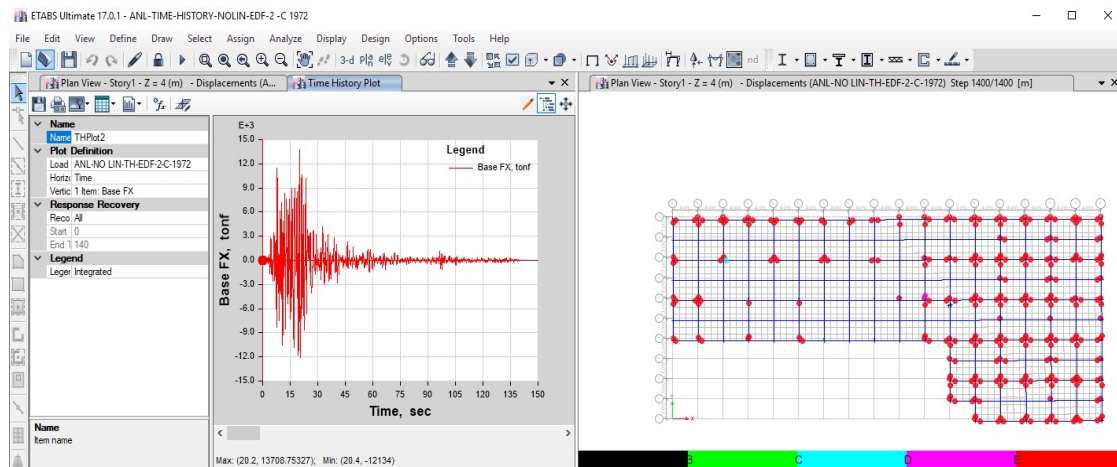 ETABS Ultimate 17.0.1 - ANL-TIME-HISTORY-NOLIN-EDF-2 -C 1972
File Edit View Define Draw Select Assign Analyze Display Design Options Tools Help
3-d
nd
Plan View - Story1 - Z = 4 (m) - Displacements (A...
Time History Plot
Plan View - Story1 - Z = 4 (m) - Displacements (ANL-NO LIN-TH-EDF-2-C-1972) Step 1400/1400 [m]
Name
Name THPlot2
Plot Definition
Load ANL-NO LIN-TH-EDF-2-C-1972
Horizc Time
Vertic 1 Item: Base FX
Response Recovery
Reco All
Start 0
End T 140
Legend
Leger Integrated
Name
Item name
E+3
15.0
12.0
9.0
6.0
3.0
0.0
-3.0
-6.0
-9.0
-12.0
-15.0
Base FX, tonf
Legend
Base FX, tonf
0 15 30 45 60 75 90 105 120 135 150
Time, sec
Max: (20.2, 13708.75327); Min: (20.4, -12134)
X
B C D E